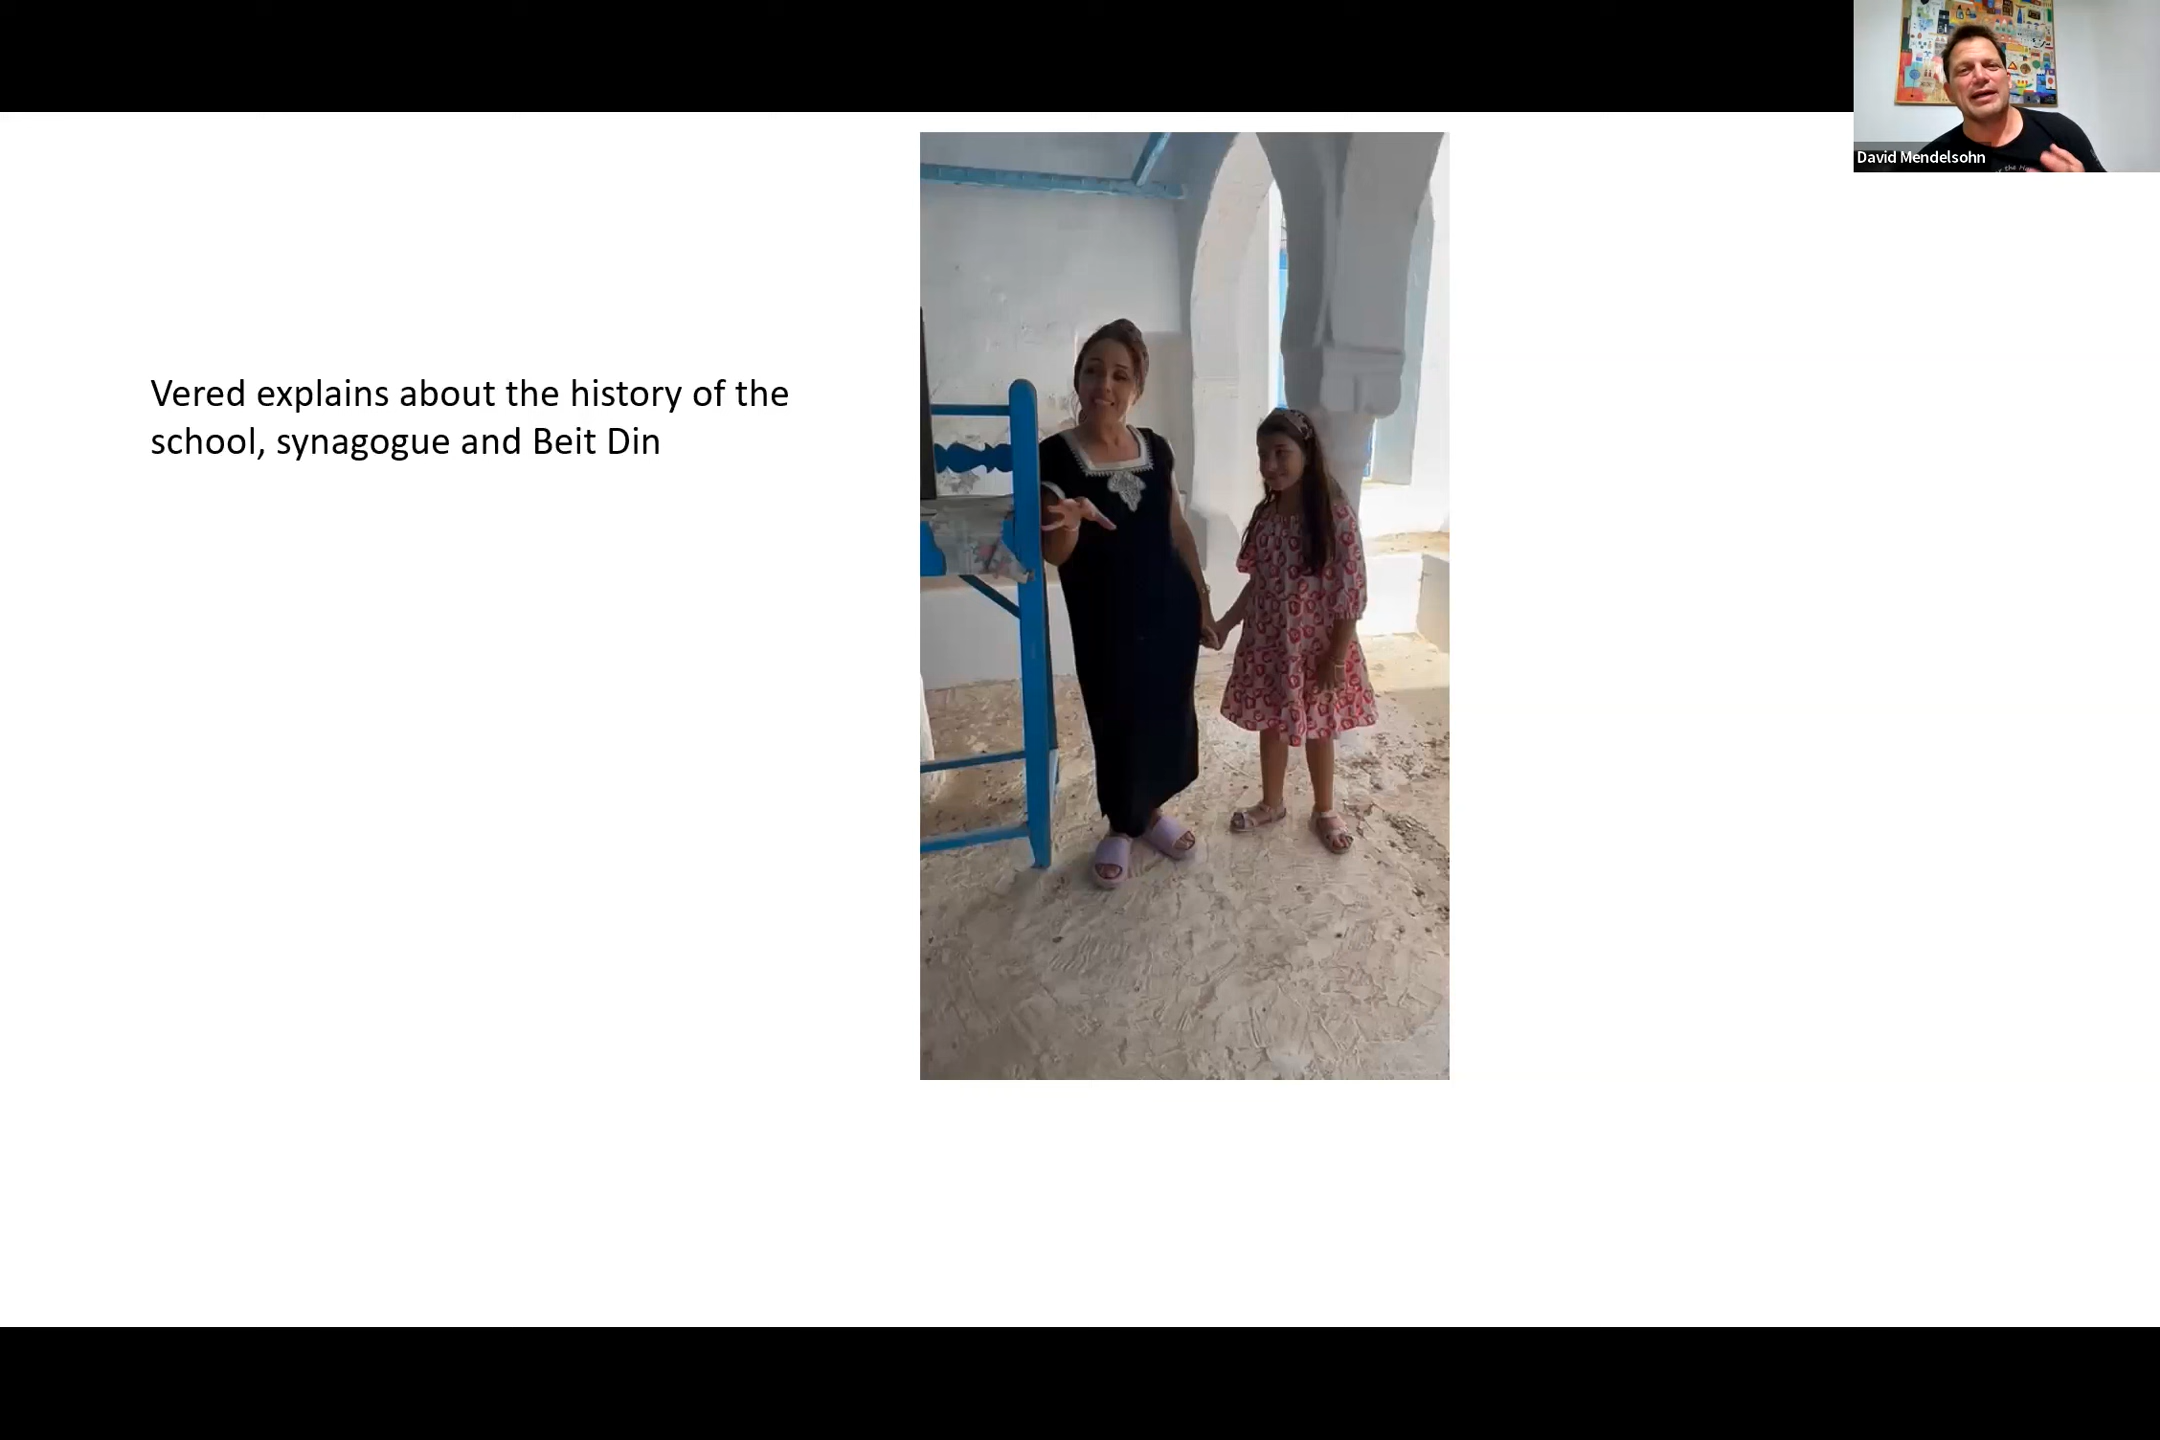 Vered explains about the history of the
school, synagogue and Beit Din
David Mendelsohn